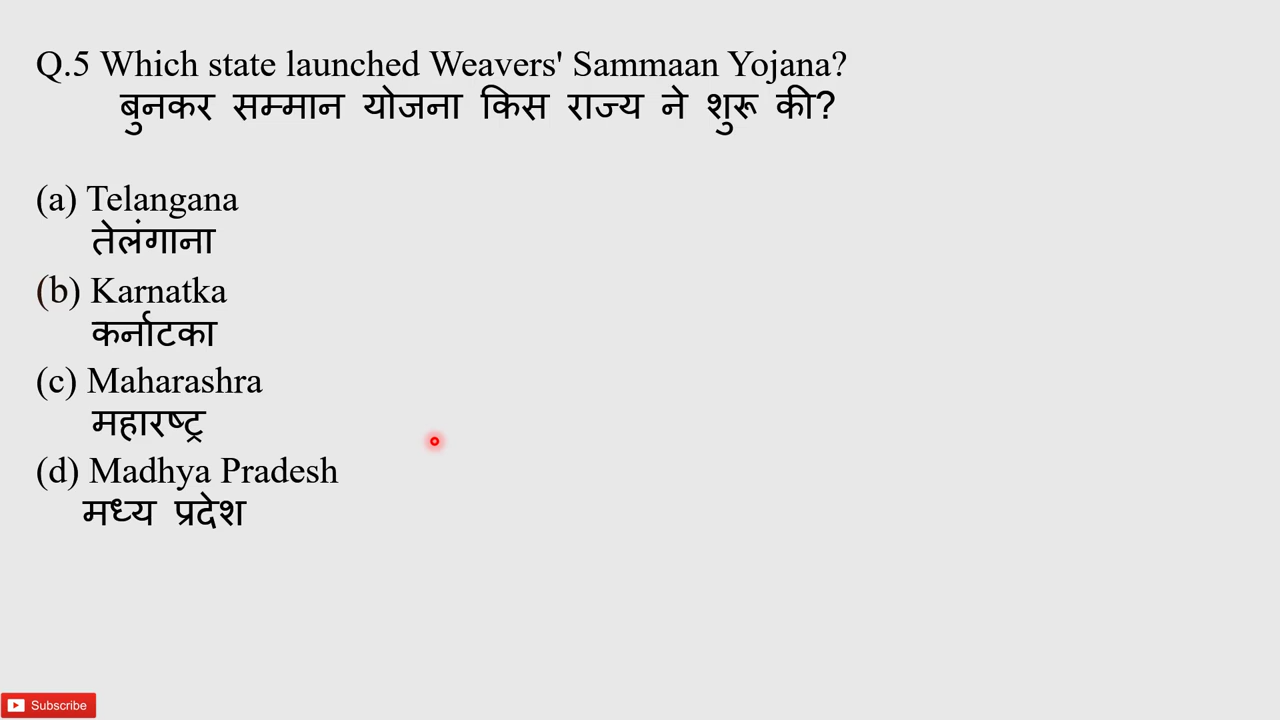 Q.5 Which state launched Weavers' Sammaan Yojana?
बुनकर सम्मान योजना किस राज्य ने शुरू की?
(a) Telangana
तेलंगाना
(b) Karnatka
कर्नाटका
(c) Maharashra
महारष्ट्र
(d) Madhya Pradesh
मध्य प्रदेश
Subscribe